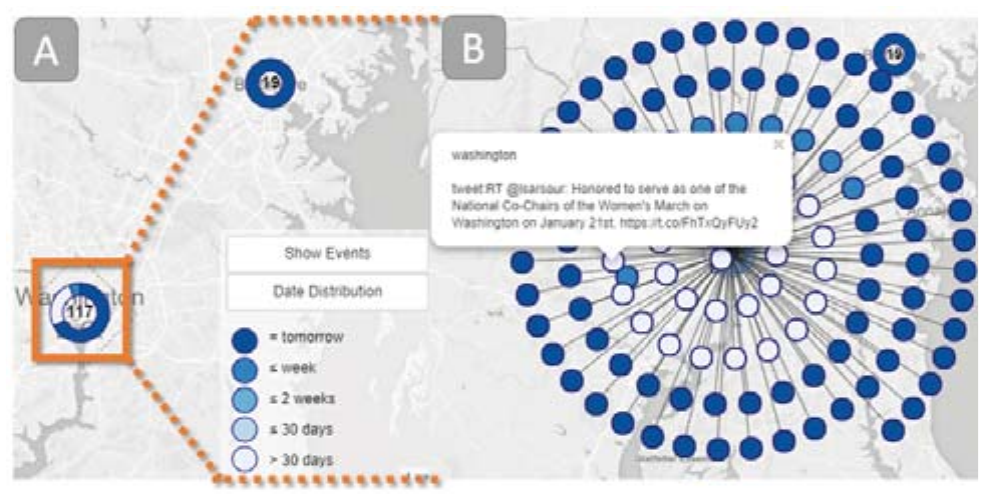 A
19
Washington
117
Show Events
Date Distribution
= tomorrow
≤ week
≤ 2 weeks
≤ 30 days
> 30 days
B
19
washington
tweet:RT @lsarsour: Honored to serve as one of the
National Co-Chairs of the Women's March on
Washington on January 21st. https://t.co/FhTxQyFUy2